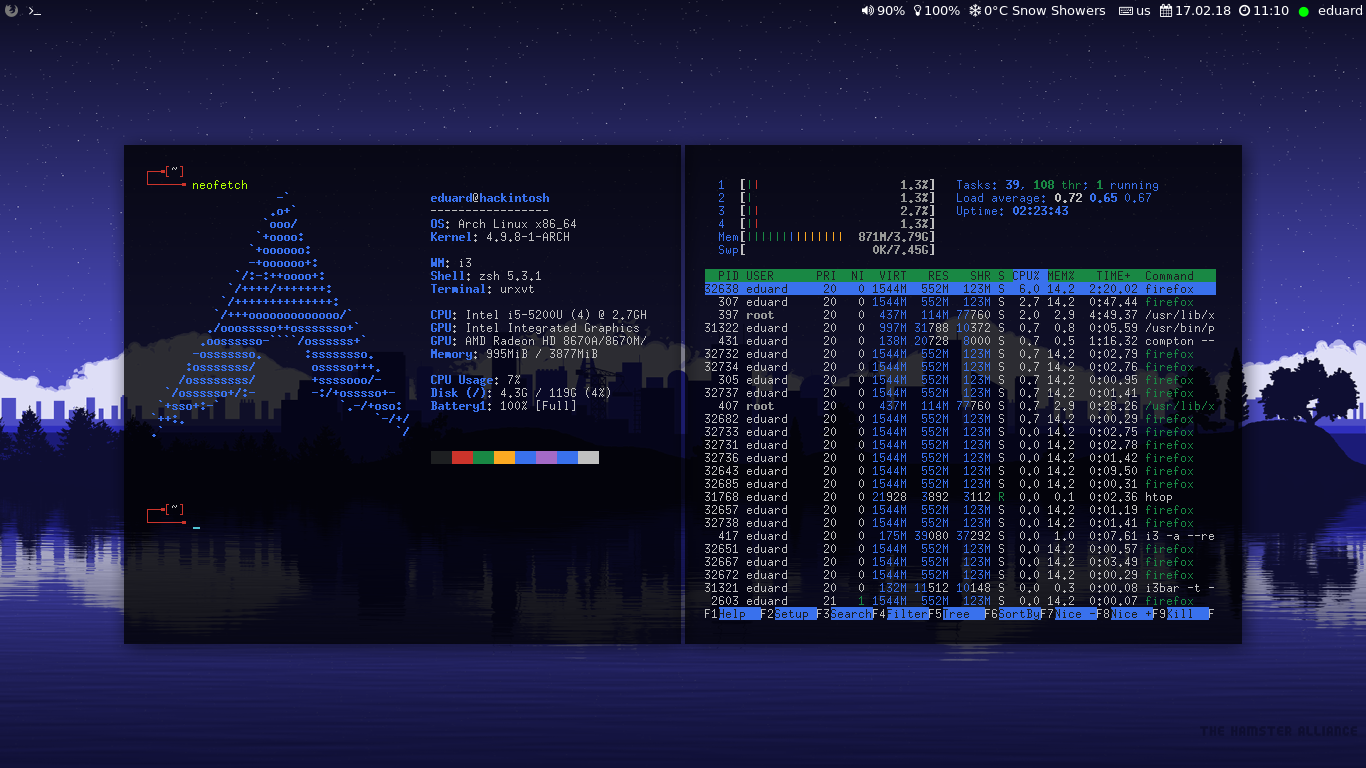 90% 100% 0°C Snow Showers us 17.02.18 11:10 eduard
[~]
neofetch
eduard@hackintosh
-----------------
OS: Arch Linux x86_64
Kernel: 4.9.8-1-ARCH
WM: i3
Shell: zsh 5.3.1
Terminal: urxvt
CPU: Intel i5-5200U (4) @ 2.7GH
GPU: Intel Integrated Graphics
GPU: AMD Radeon HD 8670A/8670M/
Memory: 995MiB / 3877MiB
CPU Usage: 7%
Disk (/): 4.3G / 119G (4%)
Battery1: 100% [Full]
[~]
1 [|| 1.3%] Tasks: 39, 108 thr; 1 running
2 [| 1.3%] Load average: 0.72 0.65 0.67
3 [|| 2.7%] Uptime: 02:23:43
4 [|| 1.3%]
Mem[||||||||||||||| 871M/3.79G]
Swp[ 0K/7.45G]
PID USER PRI NI VIRT RES SHR S CPU% MEM% TIME+ Command
32638 eduard 20 0 1544M 552M 123M S 6.0 14.2 2:20.02 firefox
307 eduard 20 0 1544M 552M 123M S 2.7 14.2 0:47.44 firefox
397 root 20 0 437M 114M 77760 S 2.0 2.9 4:49.37 /usr/lib/x
31322 eduard 20 0 997M 31788 10372 S 0.7 0.8 0:05.59 /usr/bin/p
431 eduard 20 0 138M 20728 8000 S 0.7 0.5 1:16.32 compton --
32732 eduard 20 0 1544M 552M 123M S 0.7 14.2 0:02.79 firefox
32734 eduard 20 0 1544M 552M 123M S 0.7 14.2 0:02.76 firefox
305 eduard 20 0 1544M 552M 123M S 0.7 14.2 0:00.95 firefox
32737 eduard 20 0 1544M 552M 123M S 0.7 14.2 0:01.41 firefox
407 root 20 0 437M 114M 77760 S 0.7 2.9 0:28.26 /usr/lib/x
32682 eduard 20 0 1544M 552M 123M S 0.7 14.2 0:00.29 firefox
32733 eduard 20 0 1544M 552M 123M S 0.0 14.2 0:02.41 firefox
32731 eduard 20 0 1544M 552M 123M S 0.0 14.2 0:02.78 firefox
32736 eduard 20 0 1544M 552M 123M S 0.0 14.2 0:01.42 firefox
32643 eduard 20 0 1544M 552M 123M S 0.0 14.2 0:09.50 firefox
32685 eduard 20 0 1544M 552M 123M S 0.0 14.2 0:00.31 firefox
31768 eduard 20 0 21928 3892 3112 R 0.0 0.1 0:02.36 htop
32657 eduard 20 0 1544M 552M 123M S 0.0 14.2 0:01.19 firefox
32738 eduard 20 0 1544M 552M 123M S 0.0 14.2 0:01.41 firefox
417 eduard 20 0 175M 39080 37292 S 0.0 1.0 0:07.61 i3 -a --re
32651 eduard 20 0 1544M 552M 123M S 0.0 14.2 0:00.57 firefox
32667 eduard 20 0 1544M 552M 123M S 0.0 14.2 0:03.49 firefox
32672 eduard 20 0 1544M 552M 123M S 0.0 14.2 0:00.29 firefox
31321 eduard 20 0 132M 11512 10148 S 0.0 0.3 0:00.08 i3bar -t -
2603 eduard 21 1 1544M 552M 123M S 0.0 14.2 0:00.07 firefox
F1Help F2Setup F3SearchF4FilterF5Tree F6SortByF7Nice -F8Nice +F9Kill F
THE HAMSTER ALLIANCE